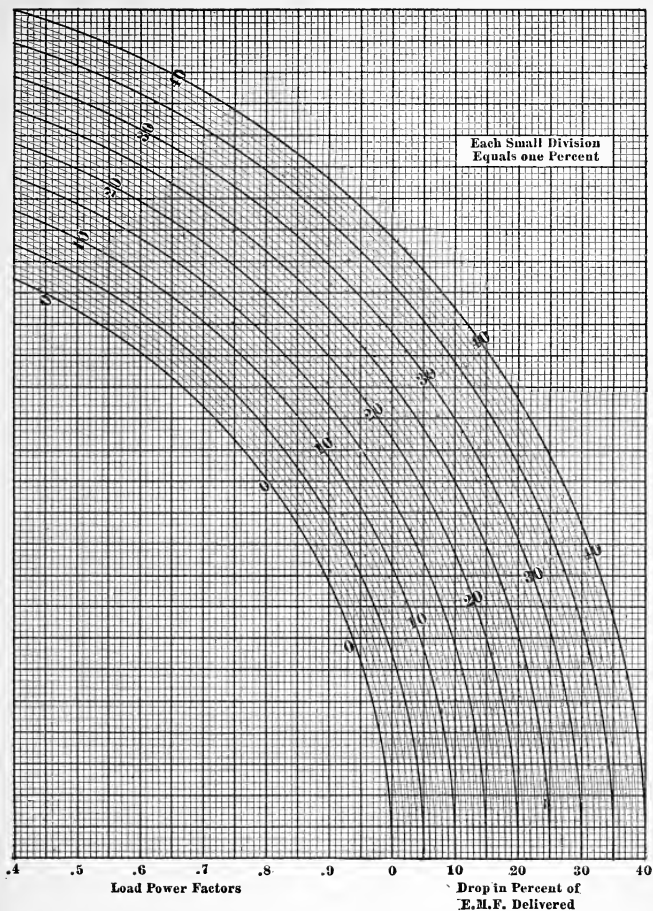 40
30
20
10
0
Each Small Division
Equals one Percent
40
30
20
10
0
40
30
20
10
0
.4 .5 .6 .7 .8 .9 0 10 20 30 40
Load Power Factors
Drop in Percent of
E.M.F. Delivered